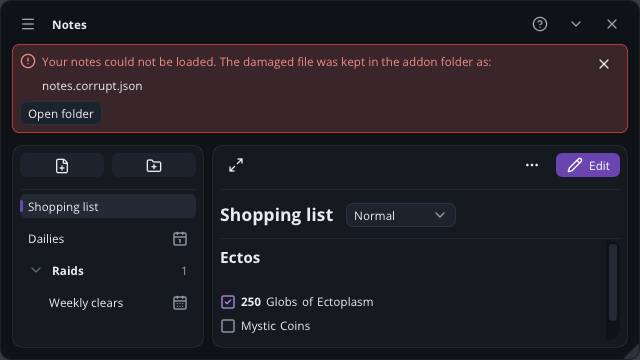 Notes
Your notes could not be loaded. The damaged file was kept in the addon folder as:
notes.corrupt.json
Open folder
Edit
Shopping list
Dailies
Raids 1
Weekly clears
Shopping list Normal
Ectos
250 Globs of Ectoplasm
Mystic Coins